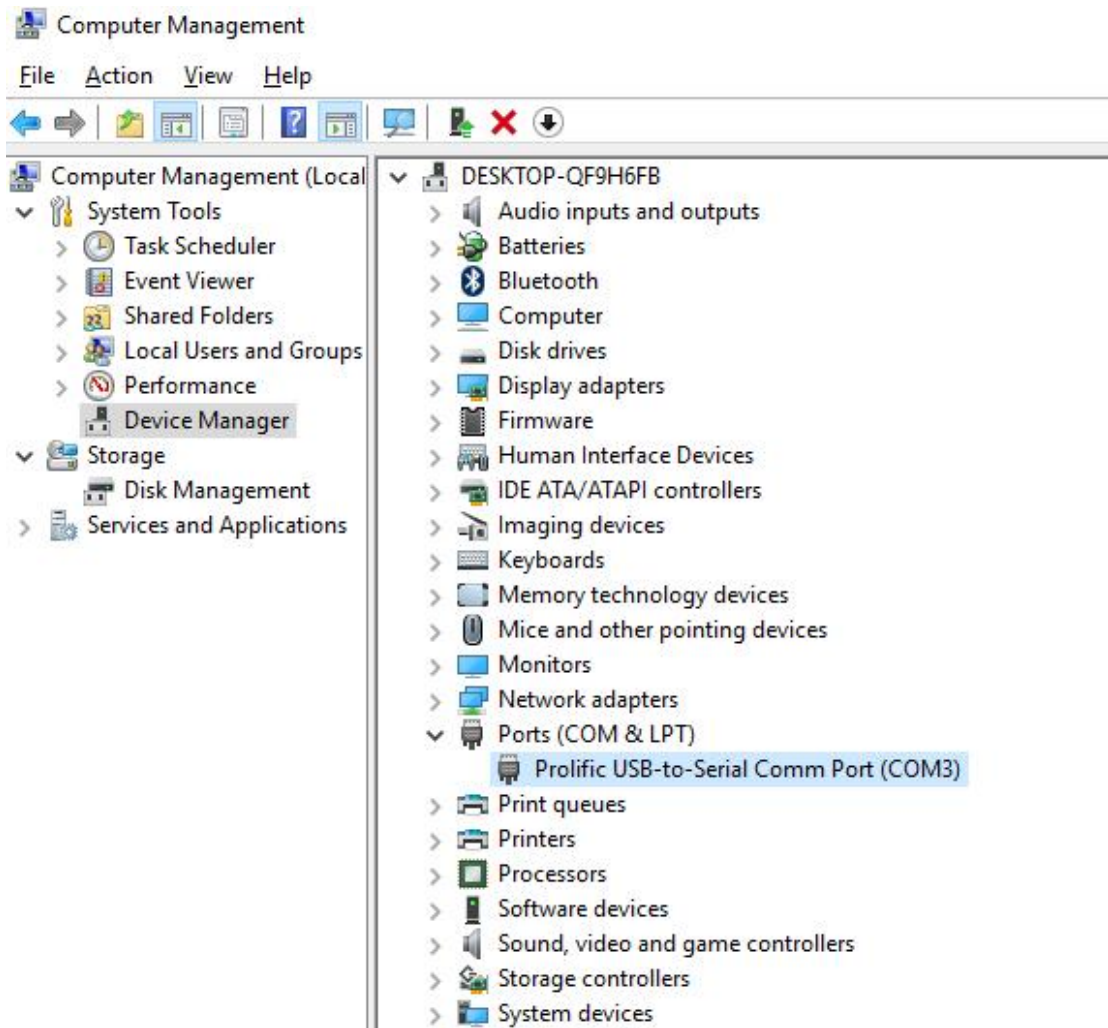 Computer Management
File Action View Help
Computer Management (Local
System Tools
Task Scheduler
Event Viewer
Shared Folders
Local Users and Groups
Performance
Device Manager
Storage
Disk Management
Services and Applications
DESKTOP-QF9H6FB
Audio inputs and outputs
Batteries
Bluetooth
Computer
Disk drives
Display adapters
Firmware
Human Interface Devices
IDE ATA/ATAPI controllers
Imaging devices
Keyboards
Memory technology devices
Mice and other pointing devices
Monitors
Network adapters
Ports (COM & LPT)
Prolific USB-to-Serial Comm Port (COM3)
Print queues
Printers
Processors
Software devices
Sound, video and game controllers
Storage controllers
System devices